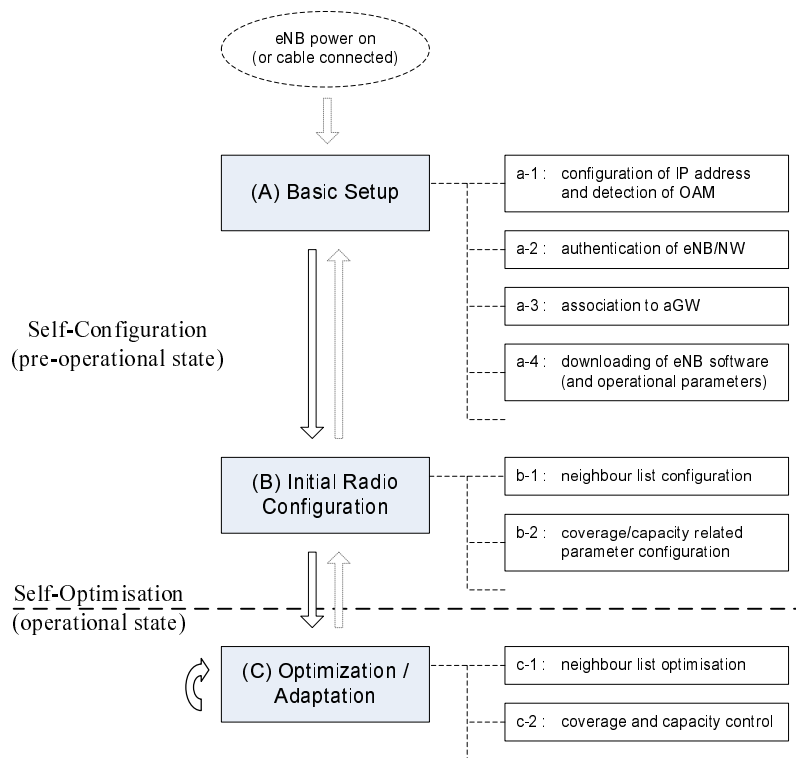 eNB power on
(or cable connected)
(A) Basic Setup
a-1 : configuration of IP address
and detection of OAM
a-2 : authentication of eNB/NW
a-3 : association to aGW
a-4 : downloading of eNB software
(and operational parameters)
Self-Configuration
(pre-operational state)
(B) Initial Radio
Configuration
b-1 : neighbour list configuration
b-2 : coverage/capacity related
parameter configuration
Self-Optimisation
(operational state)
(C) Optimization /
Adaptation
c-1 : neighbour list optimisation
c-2 : coverage and capacity control